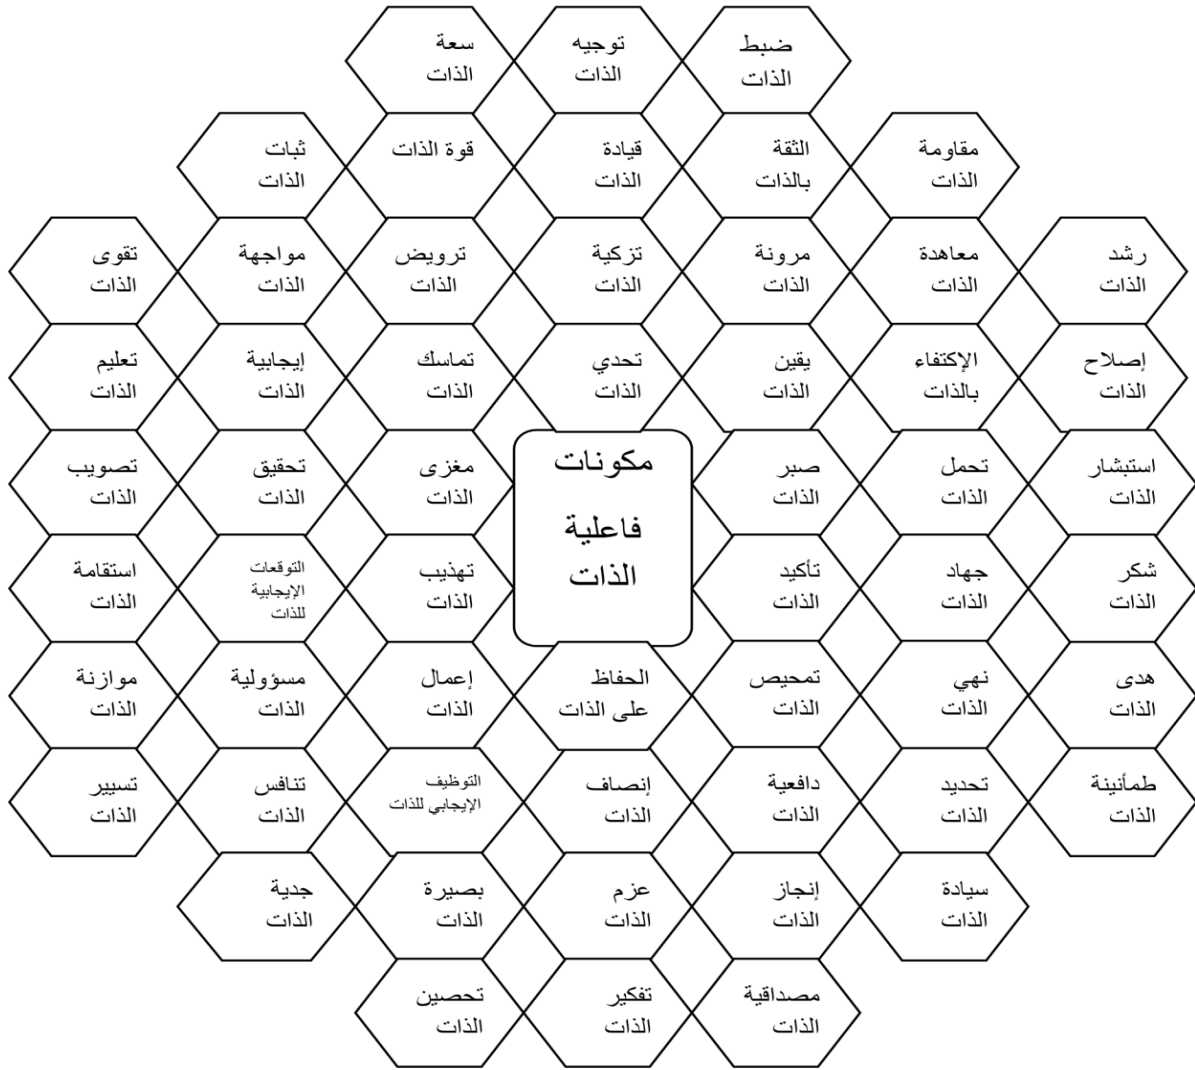 ضبط
الذات
توجيه
الذات
سعة
الذات
مقاومة
الذات
الثقة
بالذات
قيادة
الذات
قوة الذات
ثبات
الذات
رشد
الذات
معاهدة
الذات
مرونة
الذات
تزكية
الذات
ترويض
الذات
مواجهة
الذات
تقوى
الذات
إصلاح
الذات
الإكتفاء
بالذات
يقين
الذات
تحدي
الذات
تماسك
الذات
إيجابية
الذات
تعليم
الذات
استبشار
الذات
تحمل
الذات
صبر
الذات
مكونات
فاعلية
الذات
مغزى
الذات
تحقيق
الذات
تصويب
الذات
شكر
الذات
جهاد
الذات
تأكيد
الذات
تهذيب
الذات
التوقعات
الإيجابية
للذات
استقامة
الذات
هدى
الذات
نهي
الذات
تمحيص
الذات
الحفاظ
على الذات
إعمال
الذات
مسؤولية
الذات
موازنة
الذات
طمأنينة
الذات
تحديد
الذات
دافعية
الذات
إنصاف
الذات
التوظيف
الإيجابي للذات
تنافس
الذات
تسيير
الذات
سيادة
الذات
إنجاز
الذات
عزم
الذات
بصيرة
الذات
جدية
الذات
مصداقية
الذات
تفكير
الذات
تحصين
الذات